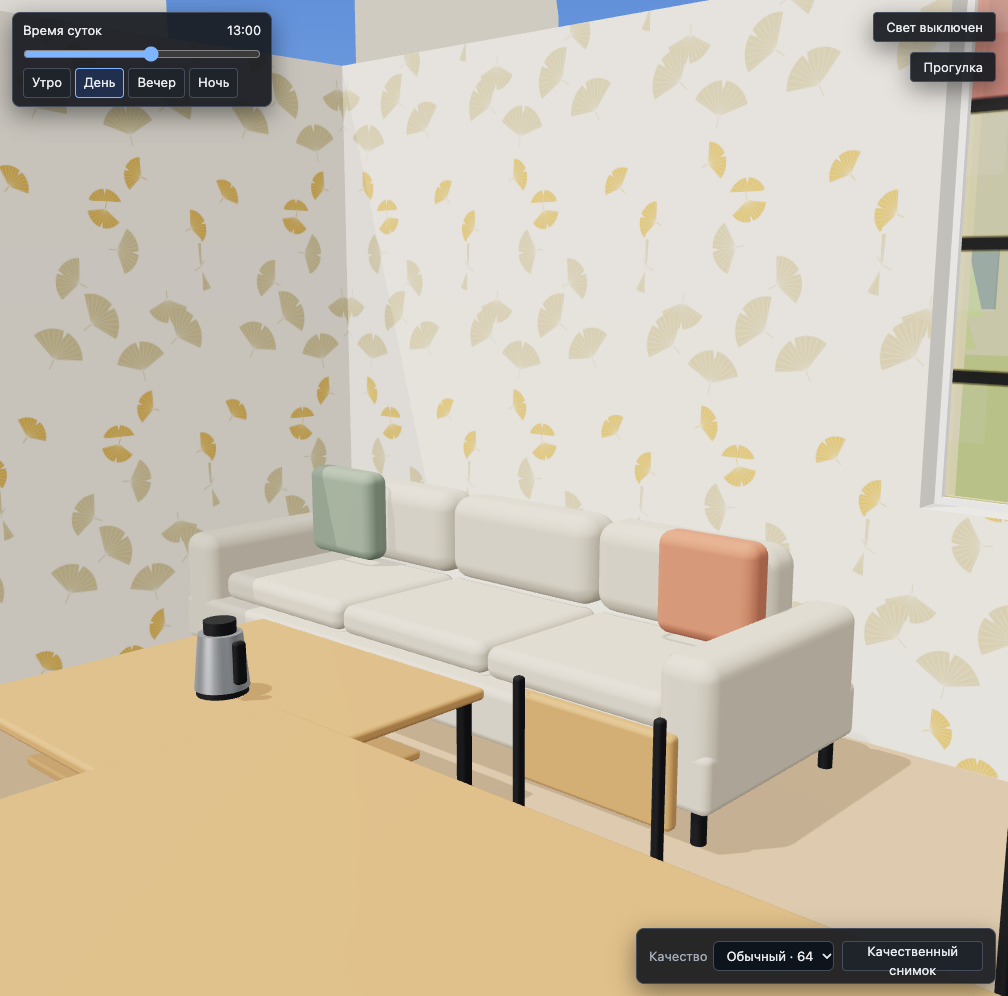 Время суток 13:00
Утро День Вечер Ночь
Свет выключен
Прогулка
Качество Обычный · 64 Качественный
снимок